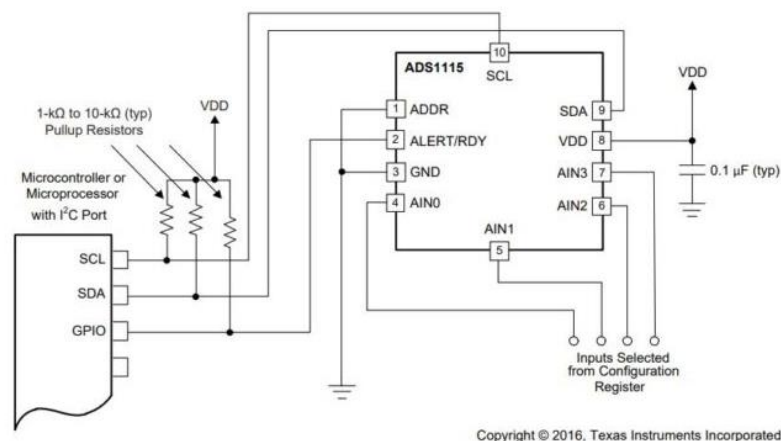 10
ADS1115
SCL
VDD
1-kΩ to 10-kΩ (typ)
Pullup Resistors
VDD
1 ADDR
SDA 9
2 ALERT/RDY
VDD 8
Microcontroller or
Microprocessor
with I²C Port
3 GND
AIN3 7
0.1 µF (typ)
4 AIN0
AIN2 6
AIN1
5
SCL
SDA
GPIO
Inputs Selected
from Configuration
Register
Copyright © 2016, Texas Instruments Incorporated